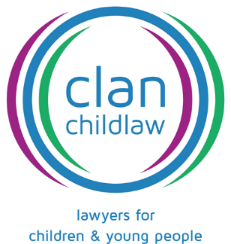 clan
childlaw
lawyers for
children & young people